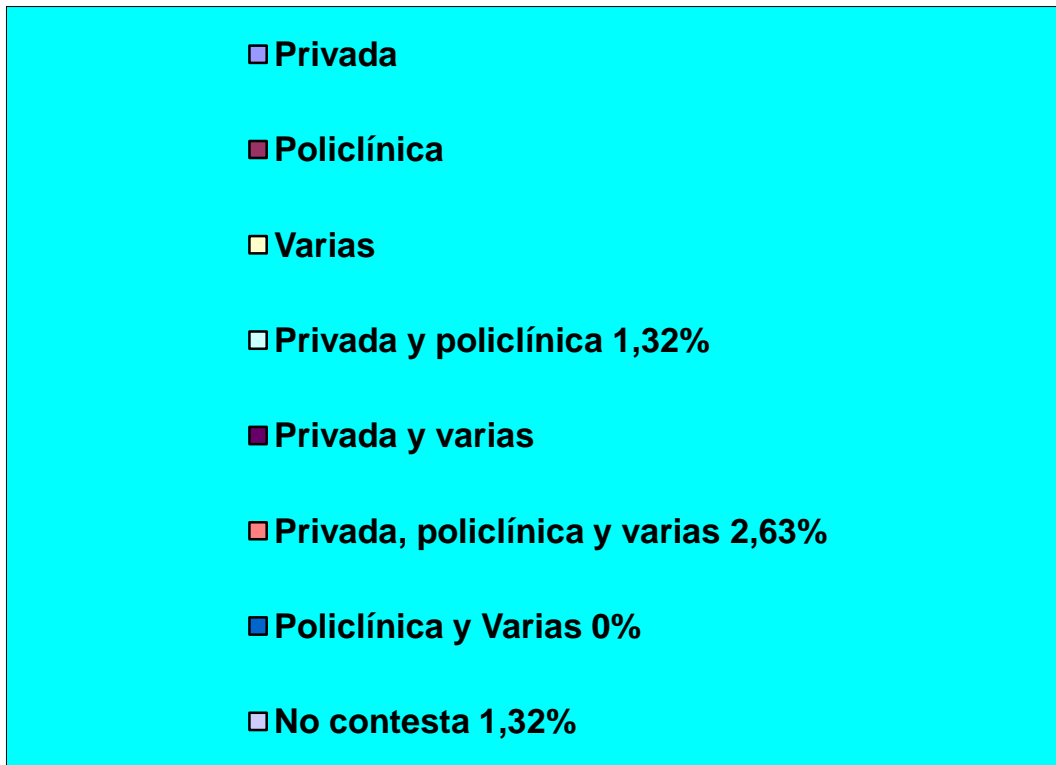 Privada
Policlínica
Varias
Privada y policlínica 1,32%
Privada y varias
Privada, policlínica y varias 2,63%
Policlínica y Varias 0%
No contesta 1,32%